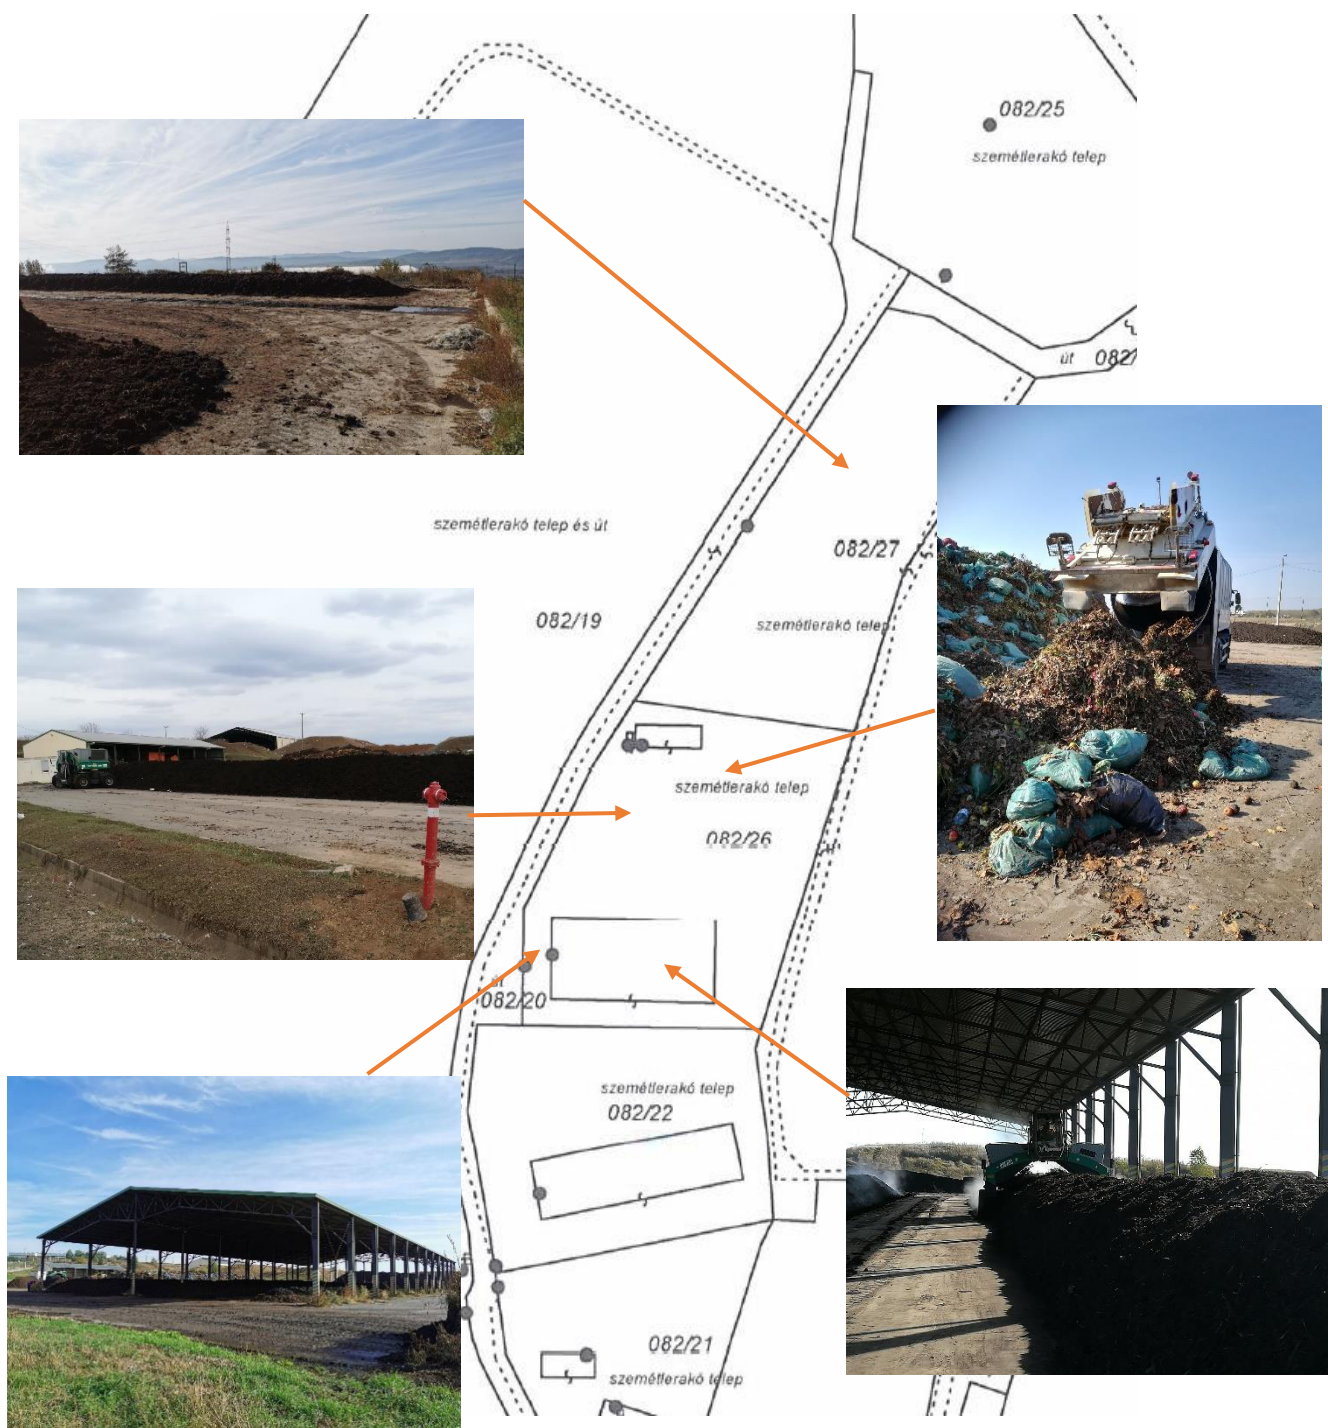 082/25
szemétlerakó telep
út
082/
szemétlerakó telep és út
082/27
082/19
szemétlerakó telep
szemétlerakó telep
082/26
út
082/20
szemétlerakó telep
082/22
082/21
szemétlerakó telep